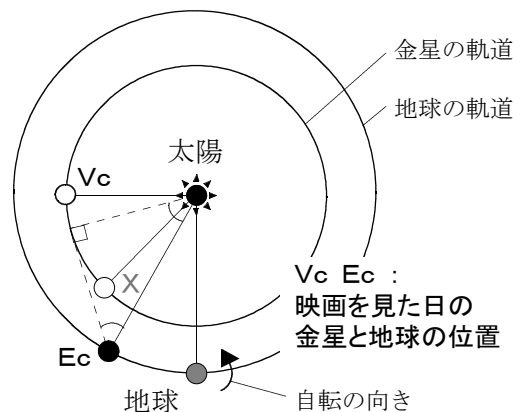 金星の軌道
地球の軌道
太陽
Vc
X
Vc Ec :
映画を見た日の
金星と地球の位置
Ec
地球
自転の向き